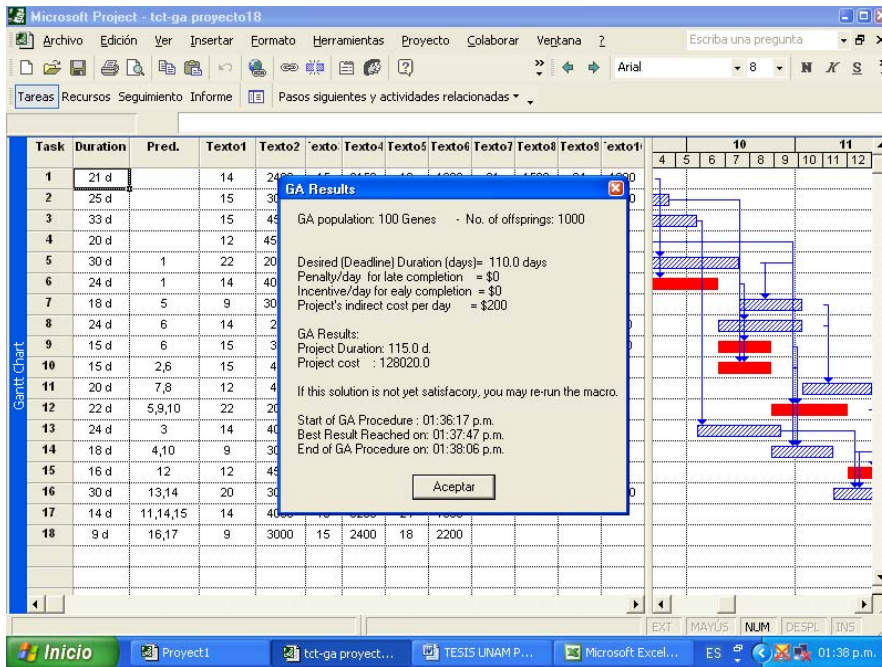 Microsoft Project - tct-ga proyecto18
Archivo Edición Ver Insertar Formato Herramientas Proyecto Colaborar Ventana ? Escriba una pregunta
Arial 8 N K S
Tareas Recursos Seguimiento Informe Pasos siguientes y actividades relacionadas
Task Duration Pred. Texto1 Texto2 exto Texto4 Texto5 Texto6 Texto7 Texto8 Texto9 exto1 10 11
4 5 6 7 8 9 10 11 12
1 21 d 14
2 25 d 15
3 33 d 15
4 20 d 12
5 30 d 1 22
6 24 d 1 14
7 18 d 5 9
8 24 d 6 14
9 15 d 6 15
10 15 d 2,6 15
11 20 d 7,8 12
12 22 d 5,9,10 22
13 24 d 3 14
14 18 d 4,10 9
15 16 d 12 12
16 30 d 13,14 20
17 14 d 11,14,15 14
18 9 d 16,17 9 3000 15 2400 18 2200
Gantt Chart
GA Results
GA population: 100 Genes - No. of offsprings: 1000
Desired (Deadline) Duration (days)= 110.0 days
Penalty/day for late completion = $0
Incentive/day for ealy completion = $0
Project's indirect cost per day = $200
GA Results:
Project Duration: 115.0 d.
Project cost : 128020.0
If this solution is not yet satisfacory, you may re-run the macro.
Start of GA Procedure : 01:36:17 p.m.
Best Result Reached on: 01:37:47 p.m.
End of GA Procedure on: 01:38:06 p.m.
Aceptar
EXT MAYÚS NUM DESPL INS
Inicio Proyect1 tct-ga proyect... TESIS UNAM P... Microsoft Excel... ES 01:38 p.m.